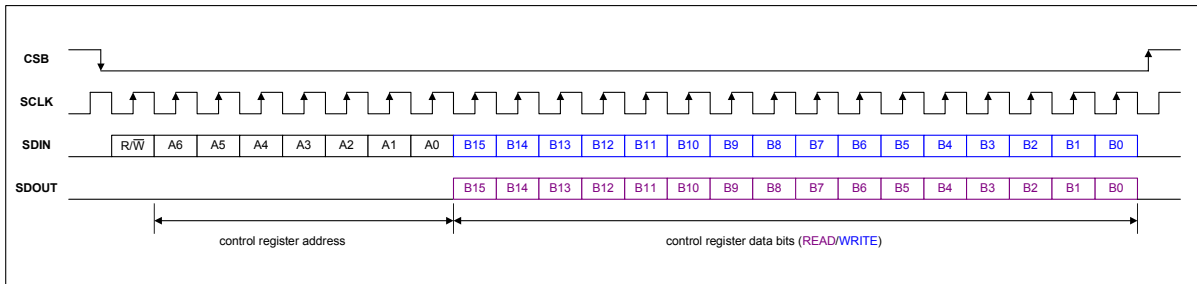 CSB
SCLK
SDIN R/W̅ A6 A5 A4 A3 A2 A1 A0 B15 B14 B13 B12 B11 B10 B9 B8 B7 B6 B5 B4 B3 B2 B1 B0
SDOUT B15 B14 B13 B12 B11 B10 B9 B8 B7 B6 B5 B4 B3 B2 B1 B0
control register address control register data bits (READ/WRITE)